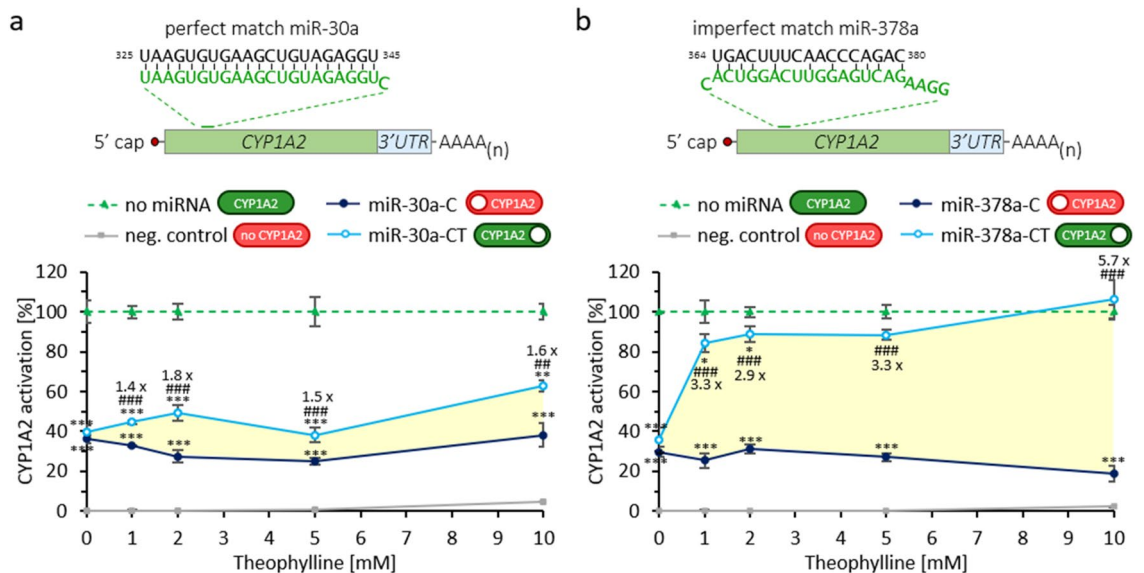 a
perfect match miR-30a
325 UAAGUGUGAAGCUGUAGAGGU 345
UAAGUGUGAAGCUGUAGAGGUC
5' cap CYP1A2 3'UTR AAAA(n)
no miRNA CYP1A2 miR-30a-C CYP1A2
neg. control no CYP1A2 miR-30a-CT CYP1A2
CYP1A2 activation [%]
120
100
80
60
40
20
0
1.4 x
###
***
1.8 x
###
***
1.5 x
###
***
1.6 x
##
**
***
***
***
***
***
***
0 1 2 3 4 5 6 7 8 9 10
Theophylline [mM]
b
imperfect match miR-378a
364 UGACUUUCAACCCAGAC 380
CACUGGACUUGGAGUCAGAAGG
5' cap CYP1A2 3'UTR AAAA(n)
no miRNA CYP1A2 miR-378a-C CYP1A2
neg. control no CYP1A2 miR-378a-CT CYP1A2
CYP1A2 activation [%]
120
100
80
60
40
20
0
5.7 x
###
*
###
3.3 x
*
###
2.9 x
###
3.3 x
***
***
***
***
***
***
0 1 2 3 4 5 6 7 8 9 10
Theophylline [mM]